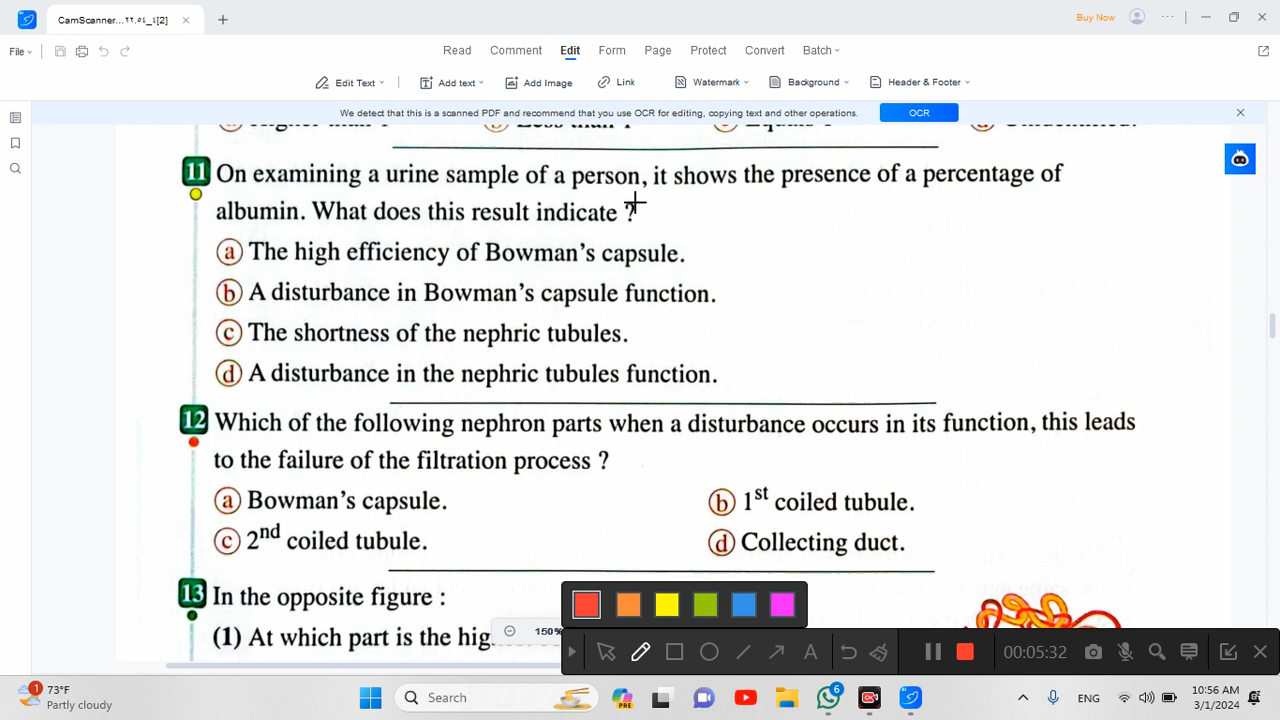 CamScanner...٢٢,٥٤_٤[2]
Buy Now
File
Read Comment Edit Form Page Protect Convert Batch
Edit Text Add text Add Image Link Watermark Background Header & Footer
We detect that this is a scanned PDF and recommend that you use OCR for editing, copying text and other operations. OCR
11 On examining a urine sample of a person, it shows the presence of a percentage of
albumin. What does this result indicate ?
a The high efficiency of Bowman's capsule.
b A disturbance in Bowman's capsule function.
c The shortness of the nephric tubules.
d A disturbance in the nephric tubules function.
12 Which of the following nephron parts when a disturbance occurs in its function, this leads
to the failure of the filtration process ?
a Bowman's capsule. b 1st coiled tubule.
c 2nd coiled tubule. d Collecting duct.
13 In the opposite figure :
(1) At which part is the
150%
A
00:05:32
1
73°F
Partly cloudy
Search
PRE
6
ENG
10:56 AM
3/1/2024